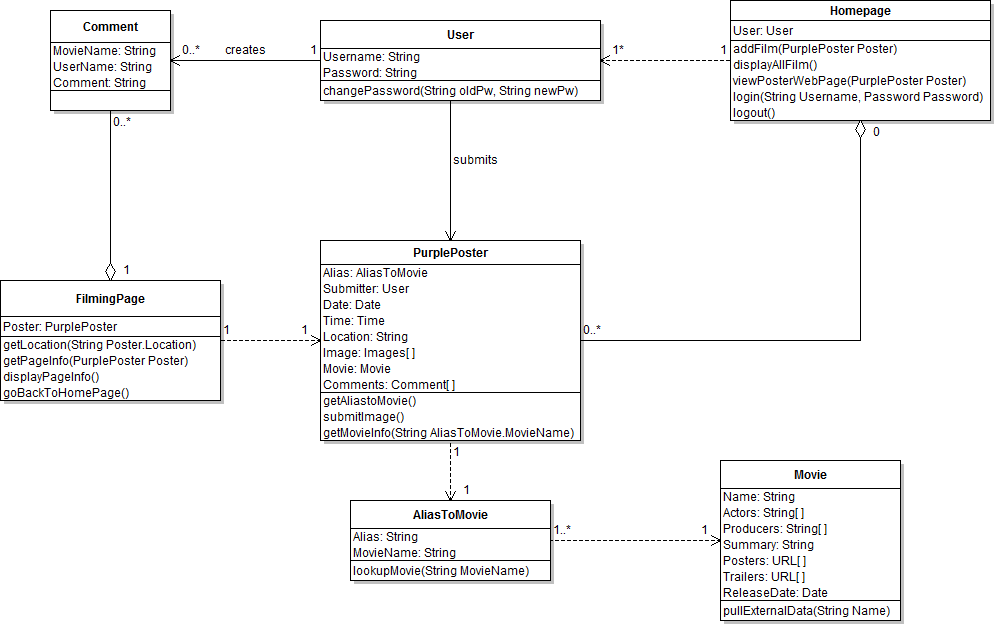 Comment
MovieName: String
UserName: String
Comment: String
0..*
creates
1
User
Username: String
Password: String
changePassword(String oldPw, String newPw)
1*
1
Homepage
User: User
addFilm(PurplePoster Poster)
displayAllFilm()
viewPosterWebPage(PurplePoster Poster)
login(String Username, Password Password)
logout()
0..*
0
submits
1
FilmingPage
Poster: PurplePoster
getLocation(String Poster.Location)
getPageInfo(PurplePoster Poster)
displayPageInfo()
goBackToHomePage()
1
1
PurplePoster
Alias: AliasToMovie
Submitter: User
Date: Date
Time: Time
Location: String
Image: Images[ ]
Movie: Movie
Comments: Comment[ ]
getAliastoMovie()
submitImage()
getMovieInfo(String AliasToMovie.MovieName)
0..*
1
1
AliasToMovie
Alias: String
MovieName: String
lookupMovie(String MovieName)
1..*
1
Movie
Name: String
Actors: String[ ]
Producers: String[ ]
Summary: String
Posters: URL[ ]
Trailers: URL[ ]
ReleaseDate: Date
pullExternalData(String Name)